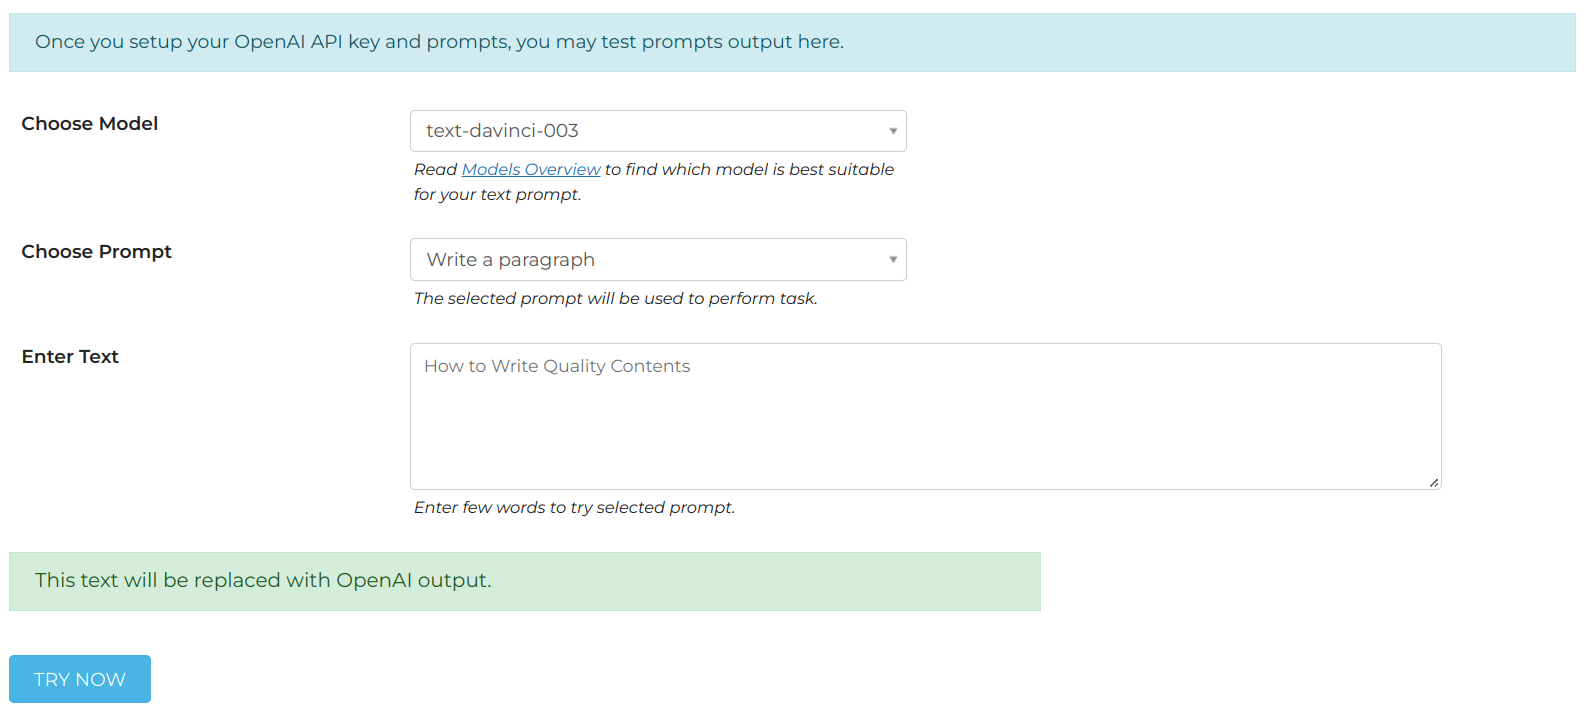 Once you setup your OpenAI API key and prompts, you may test prompts output here.
Choose Model
text-davinci-003
Read Models Overview to find which model is best suitable
for your text prompt.
Choose Prompt
Write a paragraph
The selected prompt will be used to perform task.
Enter Text
How to Write Quality Contents
Enter few words to try selected prompt.
This text will be replaced with OpenAI output.
TRY NOW